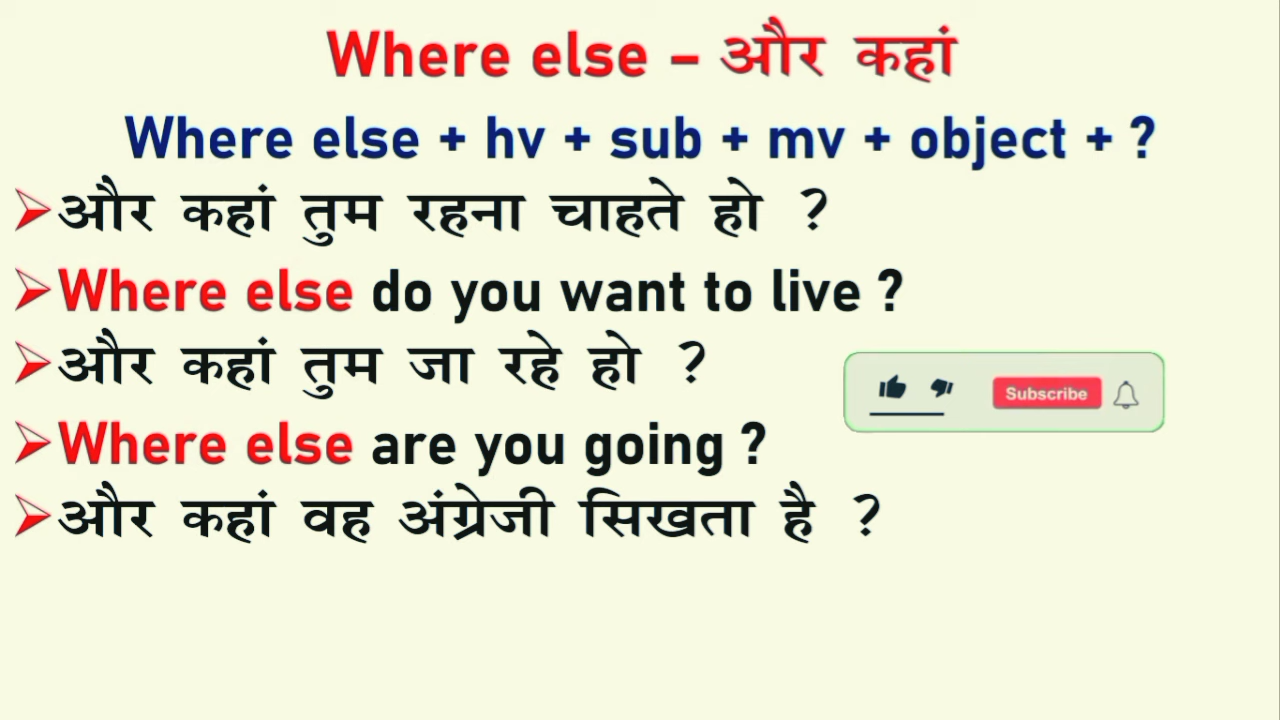 Where else – और कहां
Where else + hv + sub + mv + object + ?
और कहां तुम रहना चाहते हो ?
Where else do you want to live ?
और कहां तुम जा रहे हो ?
Subscribe
Where else are you going ?
और कहां वह अंग्रेजी सिखता है ?